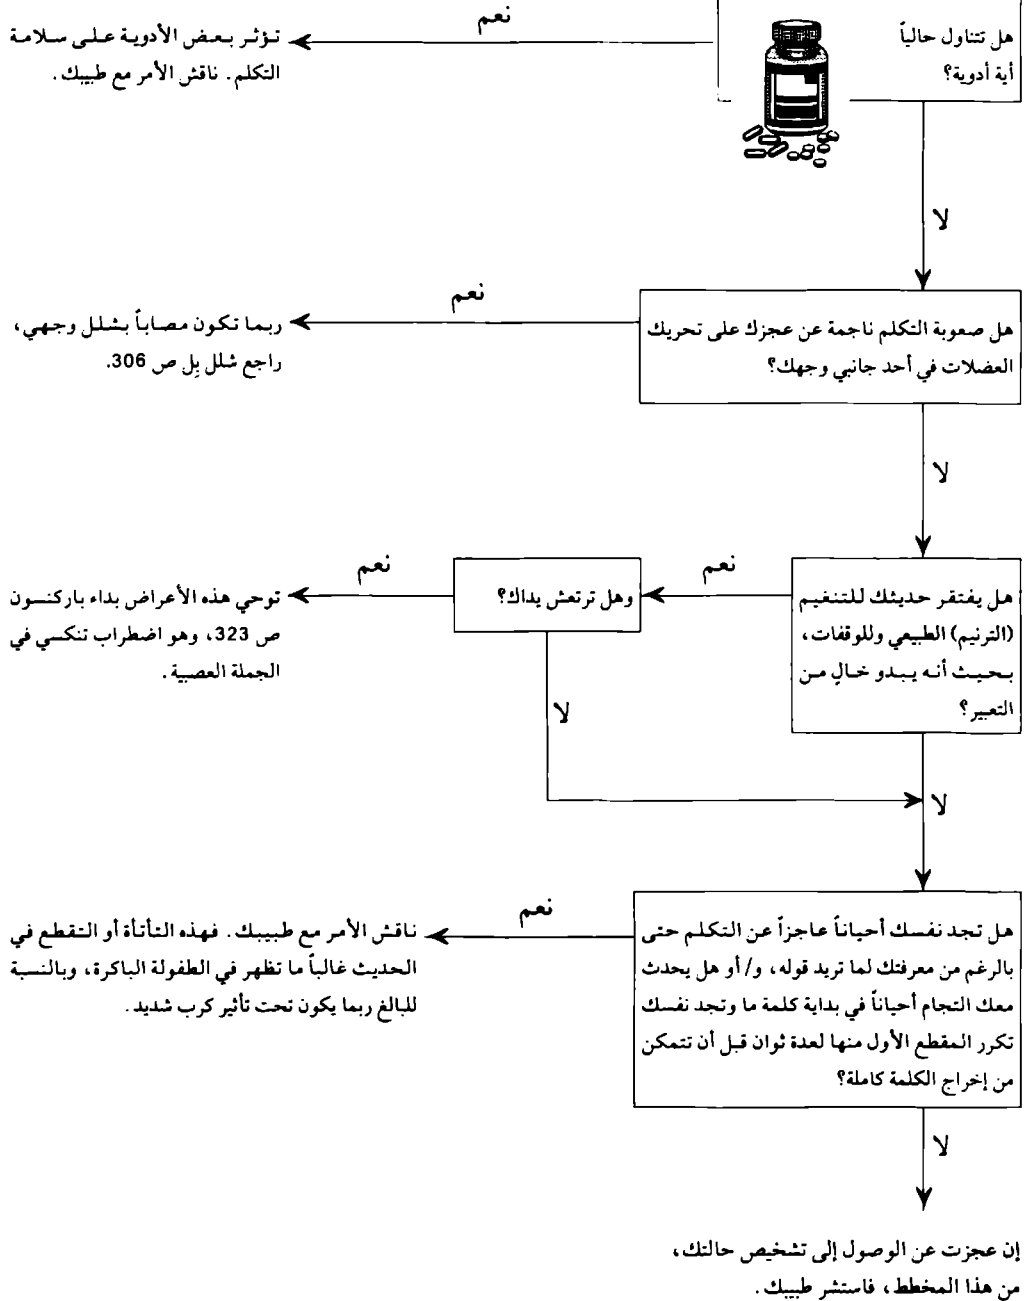 هل تتناول حالياً
أية أدوية؟
نعم
تؤثر بعض الأدوية على سلامة
التكلم. ناقش الأمر مع طبيبك.
لا
هل صعوبة التكلم ناجمة عن عجزك على تحريك
العضلات في أحد جانبي وجهك؟
نعم
ربما تكون مصاباً بشلل وجهي،
راجع شلل بِل ص 306.
لا
هل يفتقر حديثك للتنغيم
(الترنيم) الطبيعي وللوقفات،
بحيث أنه يبدو خالٍ من
التعبير؟
نعم
وهل ترتعش يداك؟
نعم
توحي هذه الأعراض بداء باركنسون
ص 323، وهو اضطراب تنكسي في
الجملة العصبية.
لا
لا
هل تجد نفسك أحياناً عاجزاً عن التكلم حتى
بالرغم من معرفتك لما تريد قوله، و/ أو هل يحدث
معك التجام أحياناً في بداية كلمة ما وتجد نفسك
تكرر المقطع الأول منها لعدة ثوان قبل أن تتمكن
من إخراج الكلمة كاملة؟
نعم
ناقش الأمر مع طبيبك. فهذه التأتأة أو التقطع في
الحديث غالباً ما تظهر في الطفولة الباكرة، وبالنسبة
للبالغ ربما يكون تحت تأثير كرب شديد.
لا
إن عجزت عن الوصول إلى تشخيص حالتك،
من هذا المخطط، فاستشر طبيبك.